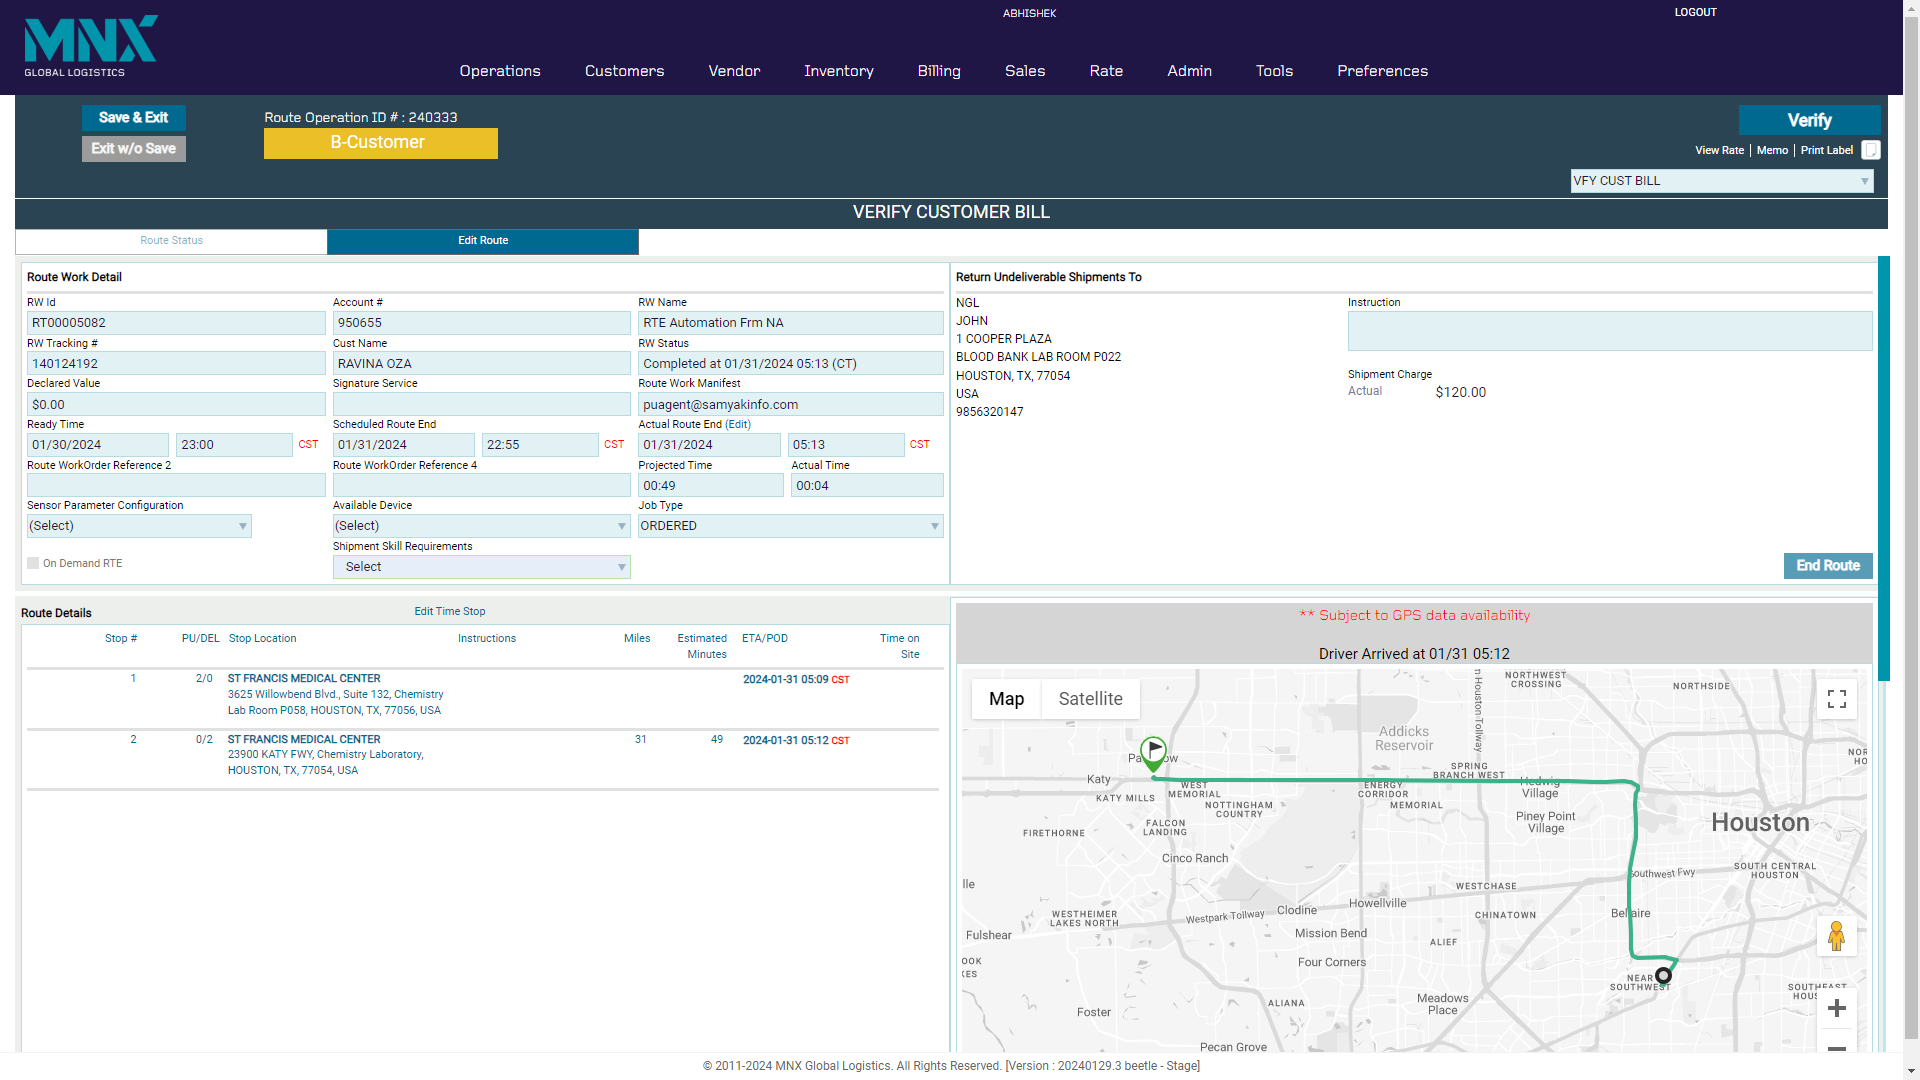 MNX
GLOBAL LOGISTICS
ABHISHEK
LOGOUT
Operations Customers Vendor Inventory Billing Sales Rate Admin Tools Preferences
Save & Exit
Exit w/o Save
Route Operation ID # : 240333
B-Customer
Verify
View Rate | Memo | Print Label
VFY CUST BILL
VERIFY CUSTOMER BILL
Route Status Edit Route
Route Work Detail
RW Id Account # RW Name
RT00005082 950655 RTE Automation Frm NA
RW Tracking # Cust Name RW Status
140124192 RAVINA OZA Completed at 01/31/2024 05:13 (CT)
Declared Value Signature Service Route Work Manifest
$0.00 puagent@samyakinfo.com
Ready Time Scheduled Route End Actual Route End (Edit)
01/30/2024 23:00 CST 01/31/2024 22:55 CST 01/31/2024 05:13 CST
Route WorkOrder Reference 2 Route WorkOrder Reference 4 Projected Time Actual Time
00:49 00:04
Sensor Parameter Configuration Available Device Job Type
(Select) (Select) ORDERED
Shipment Skill Requirements
On Demand RTE Select
Return Undeliverable Shipments To
NGL
JOHN
1 COOPER PLAZA
BLOOD BANK LAB ROOM P022
HOUSTON, TX, 77054
USA
9856320147
Instruction
Shipment Charge
Actual $120.00
End Route
Route Details Edit Time Stop
Stop # PU/DEL Stop Location Instructions Miles Estimated Minutes ETA/POD Time on Site
1 2/0 ST FRANCIS MEDICAL CENTER 2024-01-31 05:09 CST
3625 Willowbend Blvd., Suite 132, Chemistry
Lab Room P058, HOUSTON, TX, 77056, USA
2 0/2 ST FRANCIS MEDICAL CENTER 31 49 2024-01-31 05:12 CST
23900 KATY FWY, Chemistry Laboratory,
HOUSTON, TX, 77054, USA
** Subject to GPS data availability
Driver Arrived at 01/31 05:12
Map Satellite
n Houston Tollway
NORTHWEST
CROSSING
NORTHSIDE
Addicks
Reservoir
NOR
HO
SPRING
BRANCH WEST
Katy
KATY MILLS
WEST
MEMORIAL
NOTTINGHAM
COUNTRY
ENERGY
CORRIDOR
MEMORIAL
Hedwig
Village
Piney Point
Village
Houston
FALCON
LANDING
FIRETHORNE
Cinco Ranch
SOUTH CENTRAL
HOUSTON
Southwest Fwy
lle
WESTCHASE
Howellville
Clodine
WESTHEIMER
LAKES NORTH
Westpark Tollway
CHINATOWN
Bellaire
Fulshear
Mission Bend
ALIEF
OOK
KES
Four Corners
NEAR
SOUTHWEST
SOUTHEAST
HOUS
ALIANA
Meadows
Place
Foster
Pecan Grove
© 2011-2024 MNX Global Logistics. All Rights Reserved. [Version : 20240129.3 beetle - Stage]